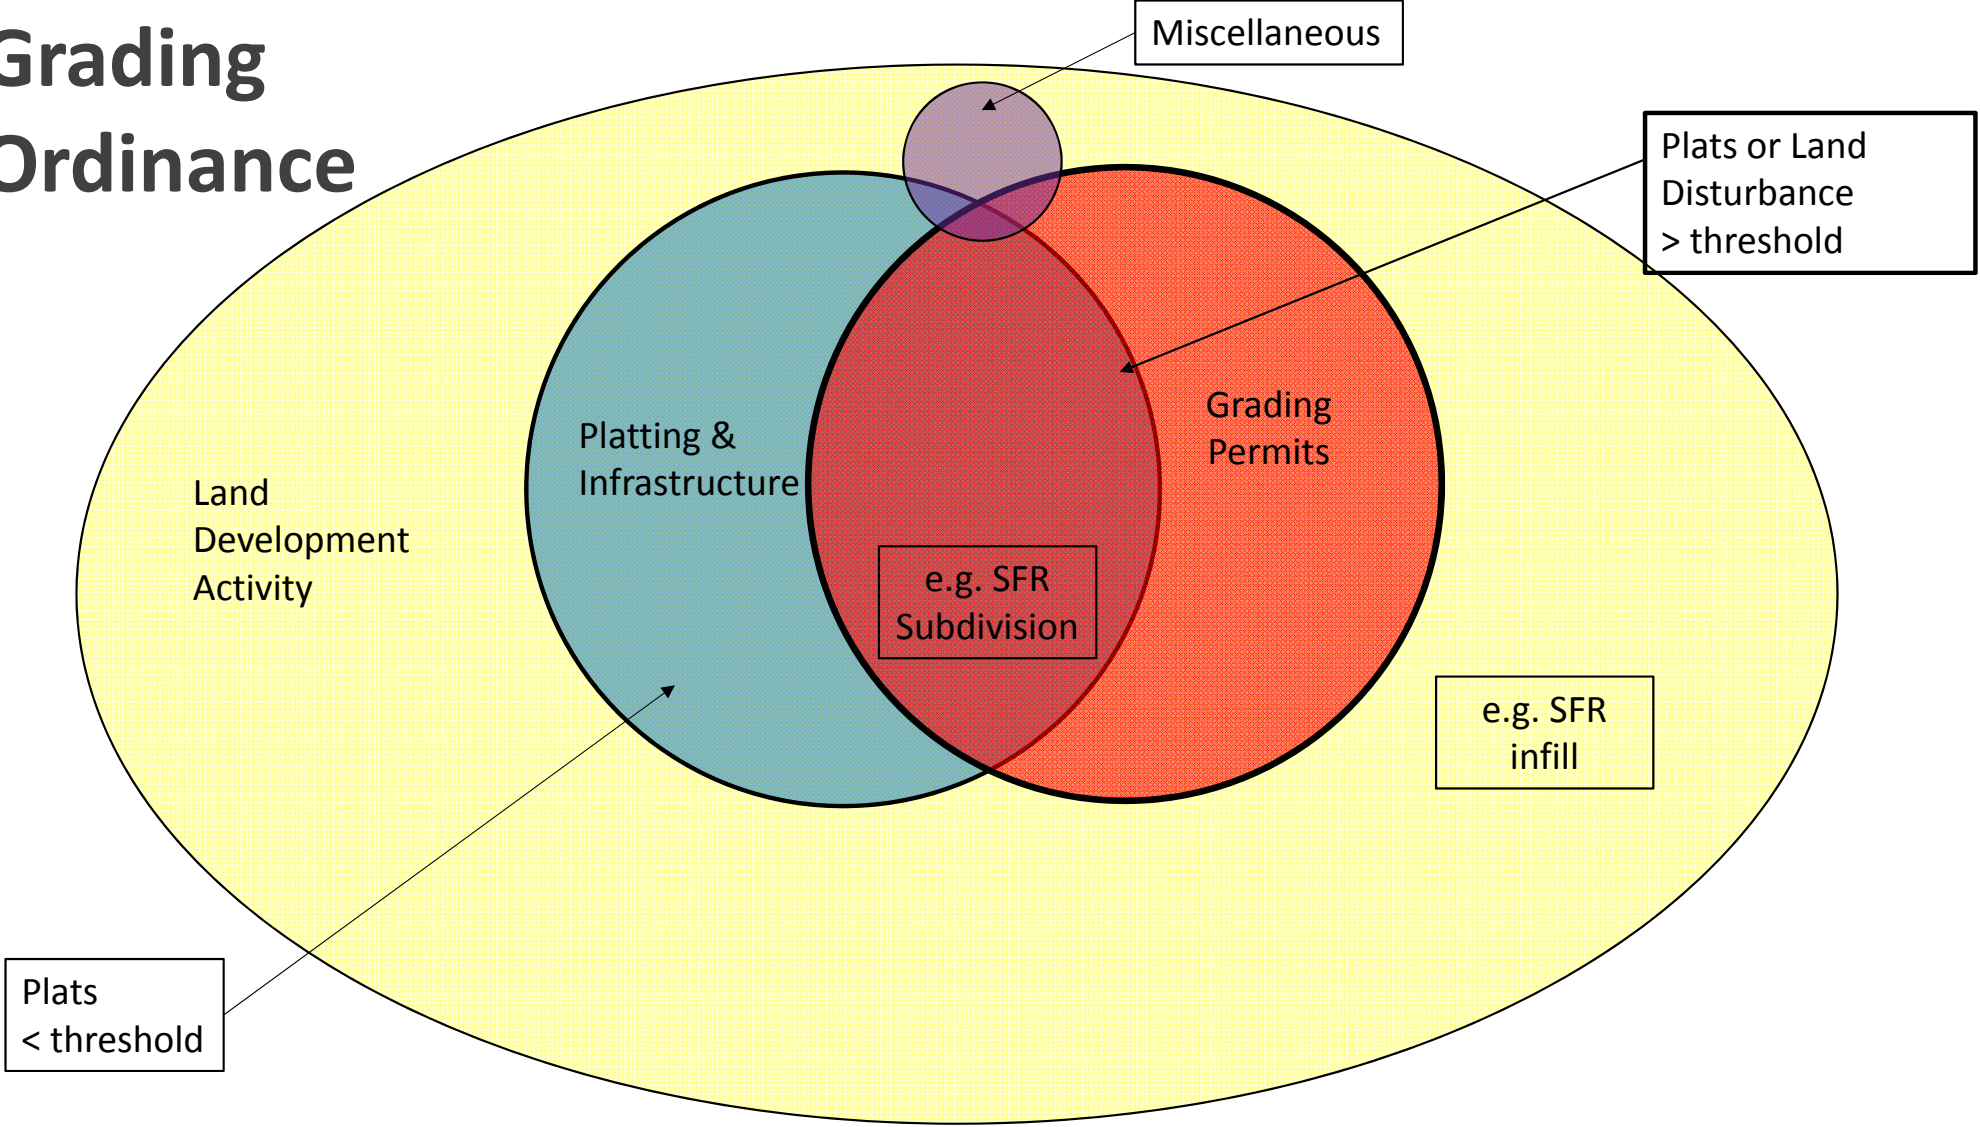 Grading
Ordinance
Miscellaneous
Plats or Land
Disturbance
> threshold
Grading
Permits
Platting &
Infrastructure
Land
Development
Activity
e.g. SFR
Subdivision
e.g. SFR
infill
Plats
< threshold